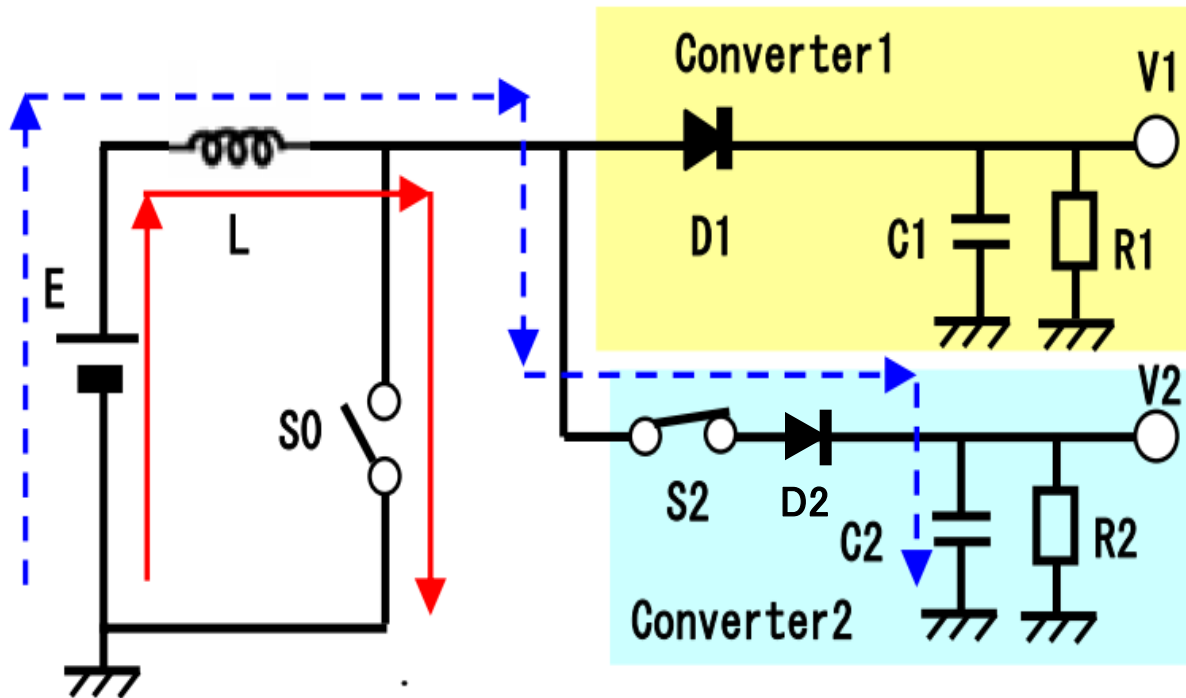 Converter1
V1
L
D1
C1
R1
E
S0
V2
S2
D2
C2
R2
Converter2